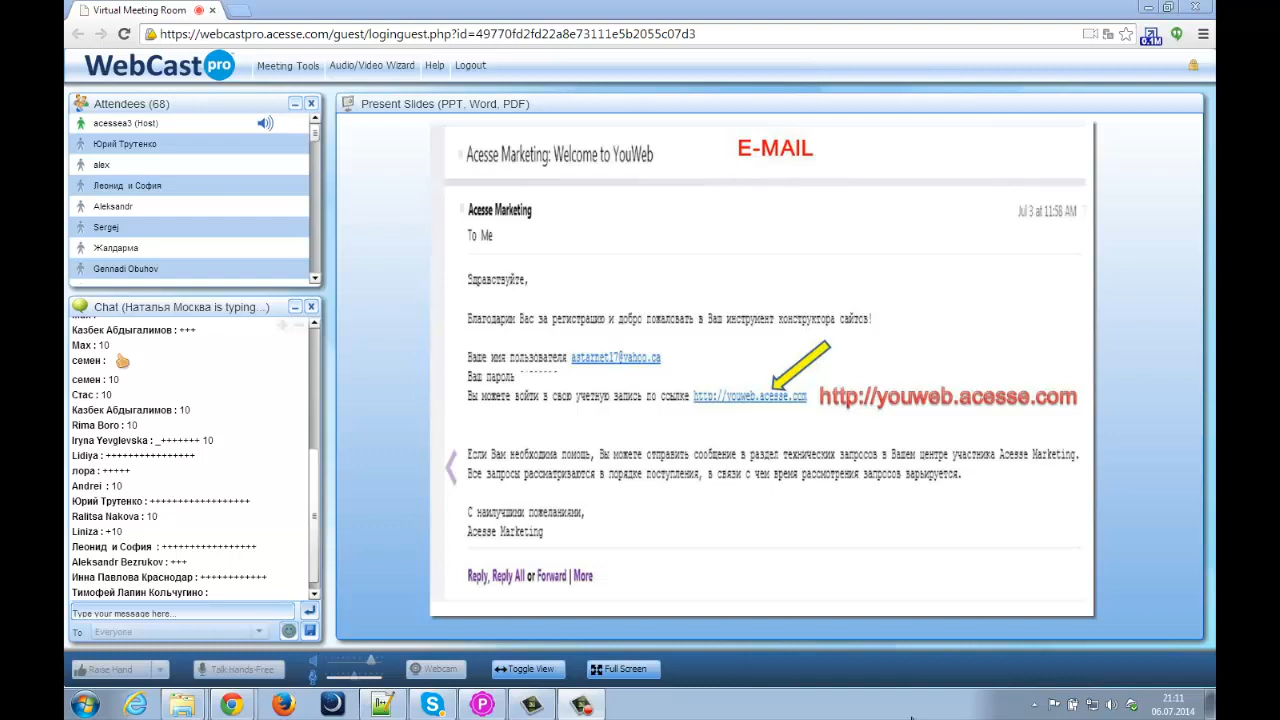 Virtual Meeting Room
https://webcastpro.acesse.com/guest/loginguest.php?id=49770fd2fd22a8e73111e5b2055c07d3
0.1M
WebCast pro
Meeting Tools Audio/Video Wizard Help Logout
Attendees (68)
acessea3 (Host)
Юрий Трутенко
alex
Леонид и София
Aleksandr
Sergej
Жалдарма
Gennadi Obuhov
Chat (Наталья Москва is typing...)
Казбек Абдыгалимов : +++
Max : 10
семен :
семен : 10
Стас : 10
Казбек Абдыгалимов : 10
Rima Boro : 10
Iryna Yevglevska : _+++++++ 10
Lidiya : +++++++++++++++
лора : +++++
Andrei : 10
Юрий Трутенко : +++++++++++++++++
Ralitsa Nakova : 10
Liniza : +10
Леонид и София : ++++++++++++++++
Aleksandr Bezrukov : +++
Инна Павлова Краснодар : ++++++++++++
Тимофей Лапин Кольчугино :
Type your message here...
To Everyone
Present Slides (PPT, Word, PDF)
Acesse Marketing: Welcome to YouWeb
E-MAIL
Acesse Marketing
Jul 3 at 11:58 AM
To Me
Здравствуйте,
Благодарим Вас за регистрацию и добро пожаловать в Ваш инструмент конструктора сайтов!
Ваше имя пользователя astarnet17@yahoo.ca
Ваш пароль
Вы можете войти в свою учетную запись по ссылке http://youweb.acesse.com
http://youweb.acesse.com
Если Вам необходима помощь, Вы можете отправить сообщение в раздел технических запросов в Вашем центре участника Acesse Marketing.
Все запросы рассматриваются в порядке поступления, в связи с чем время рассмотрения запросов варьируется.
С наилучшими пожеланиями,
Acesse Marketing
Reply, Reply All or Forward | More
Raise Hand Talk Hands-Free Webcam Toggle View Full Screen
21:11
06.07.2014